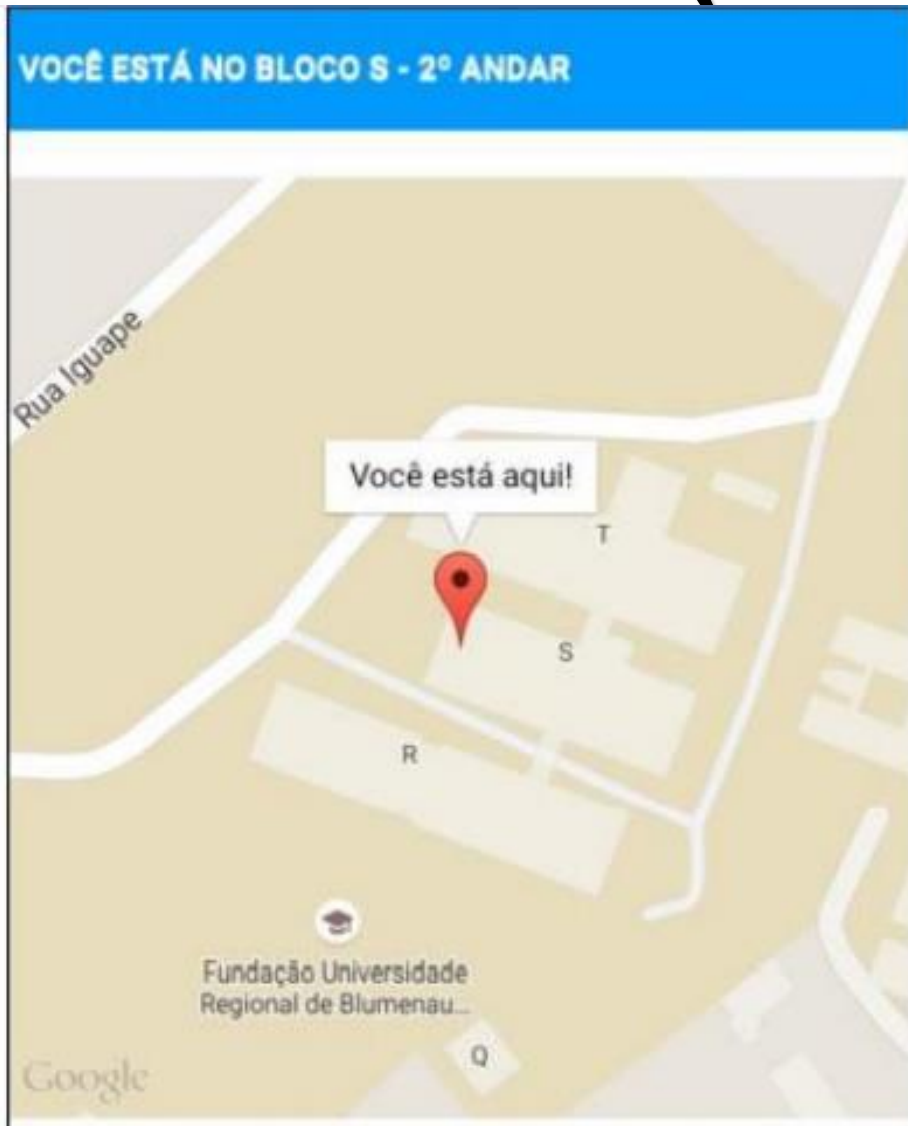 VOCÊ ESTÁ NO BLOCO S - 2º ANDAR
Rua Iguape
Você está aqui!
T
S
R
Fundação Universidade
Regional de Blumenau...
Q
Google